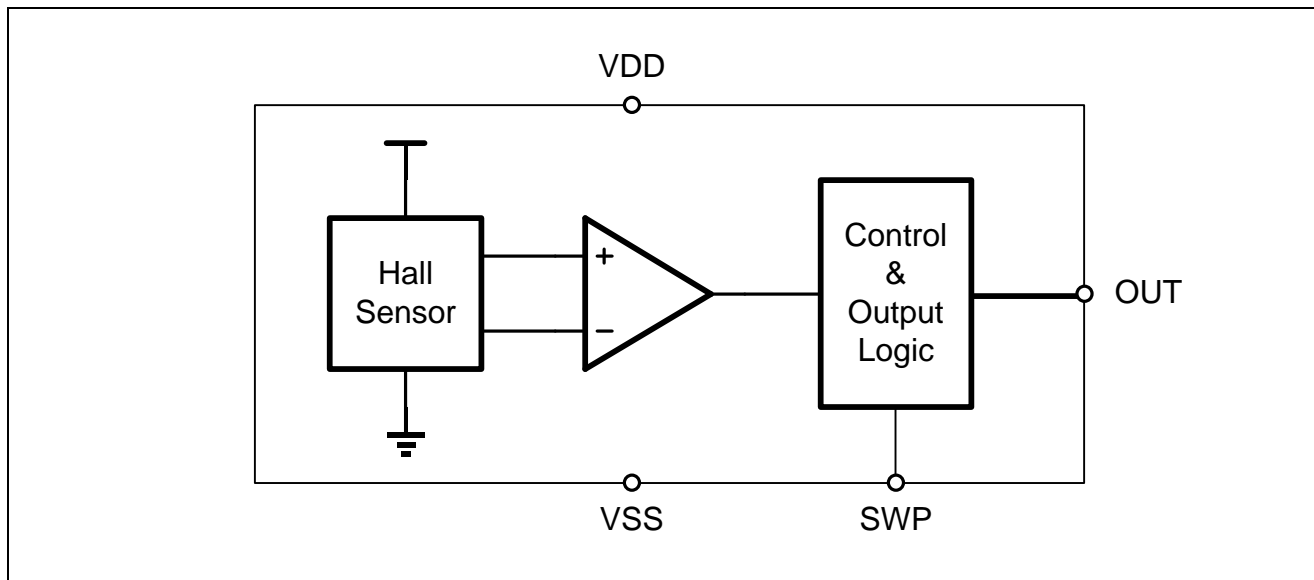 VDD
Hall
Sensor
+
−
Control
&
Output
Logic
OUT
VSS
SWP